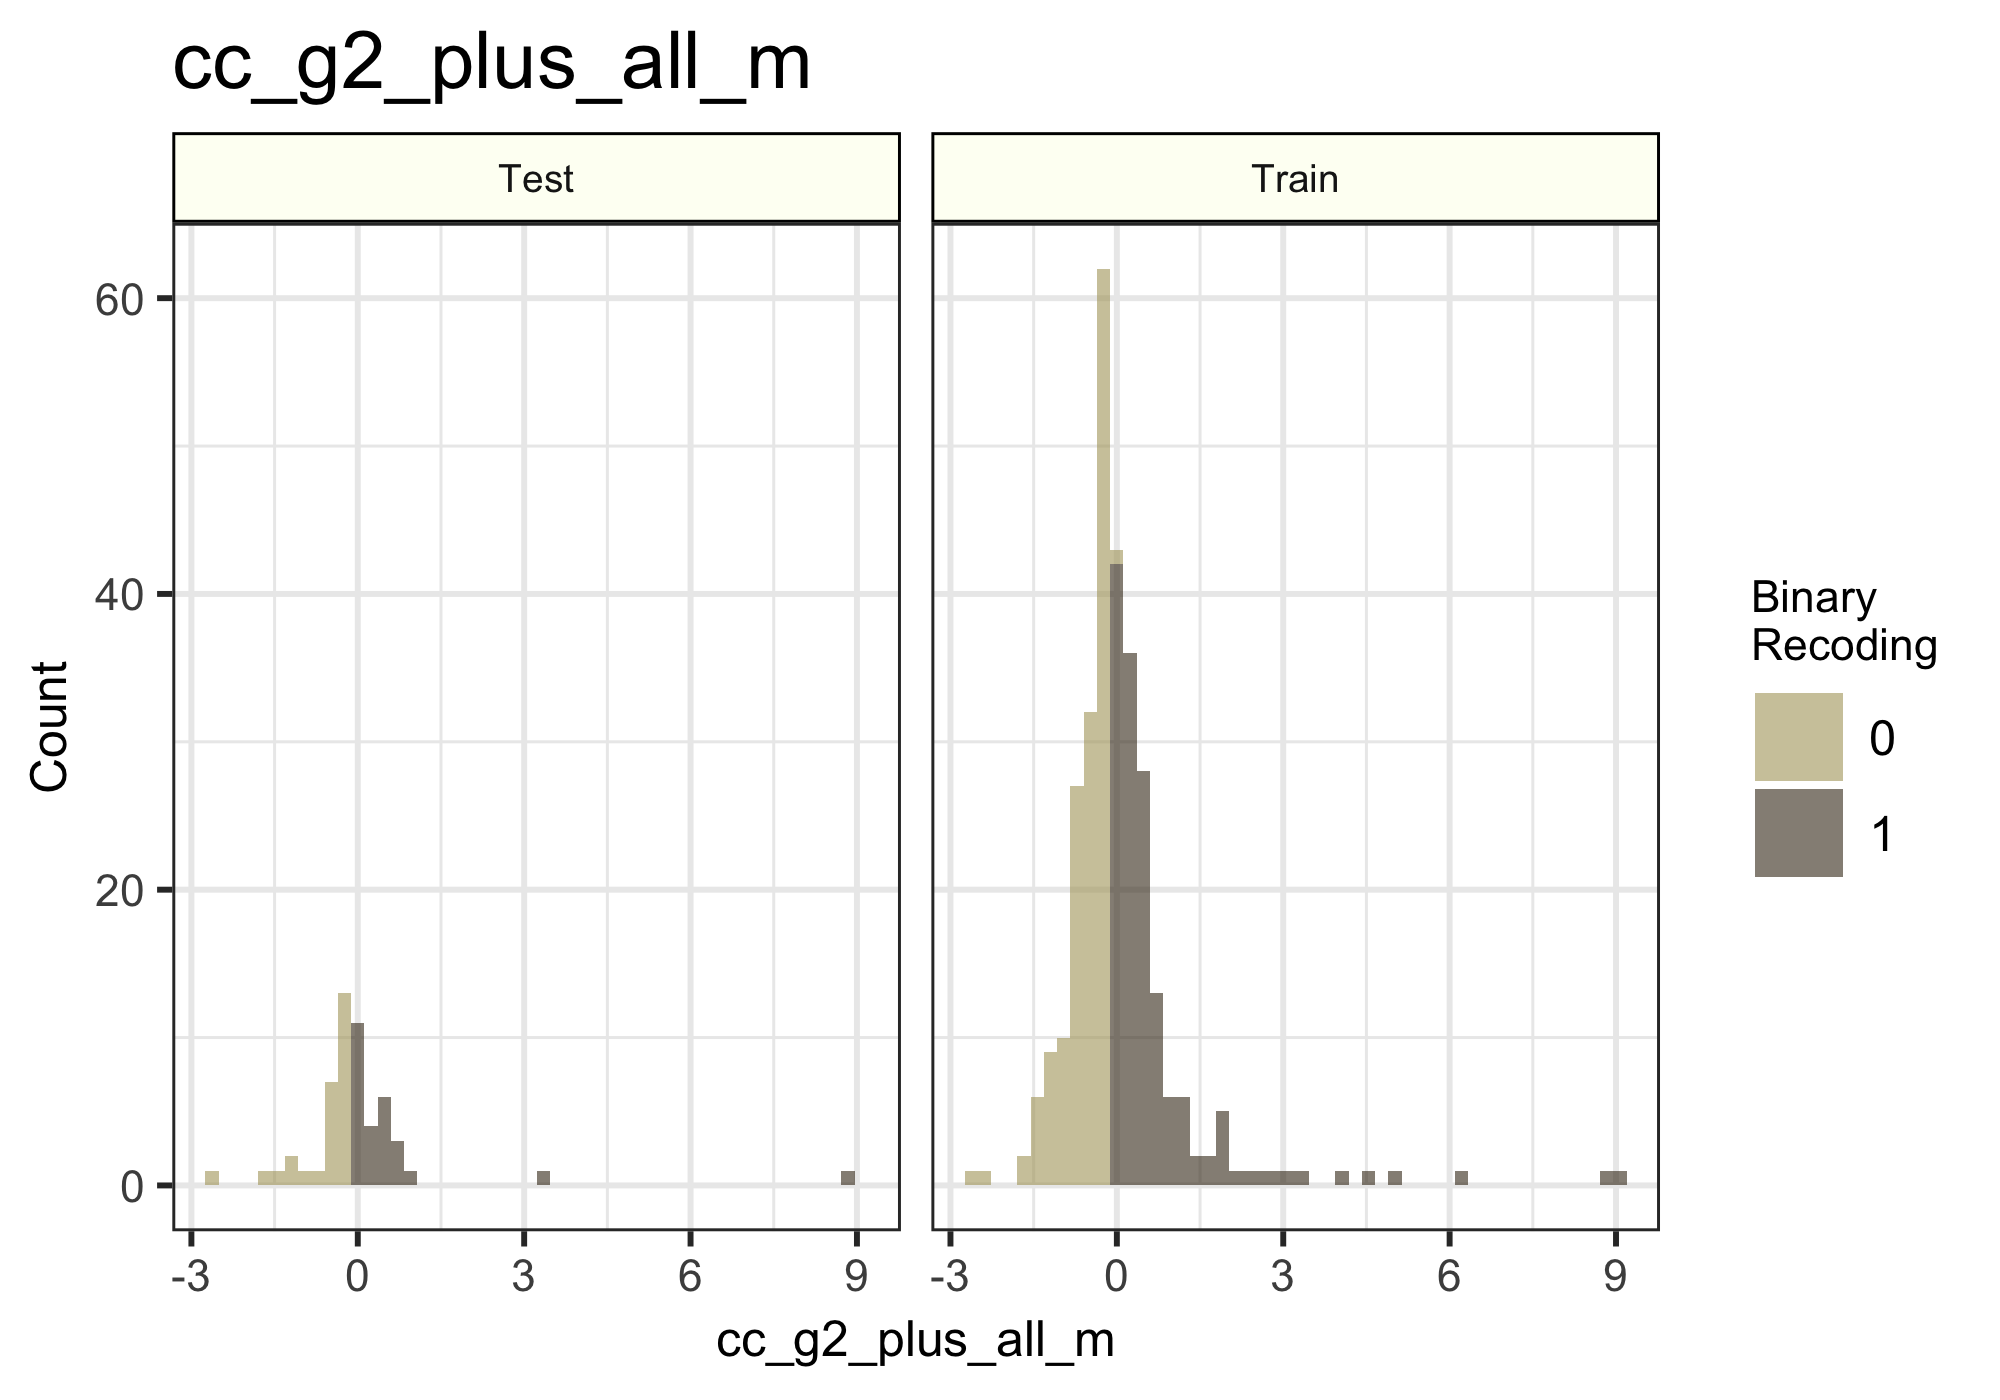 cc_g2_plus_all_m
Test
Train
60
40
20
0
Count
-3 0 3 6 9
-3 0 3 6 9
cc_g2_plus_all_m
Binary
Recoding
0
1